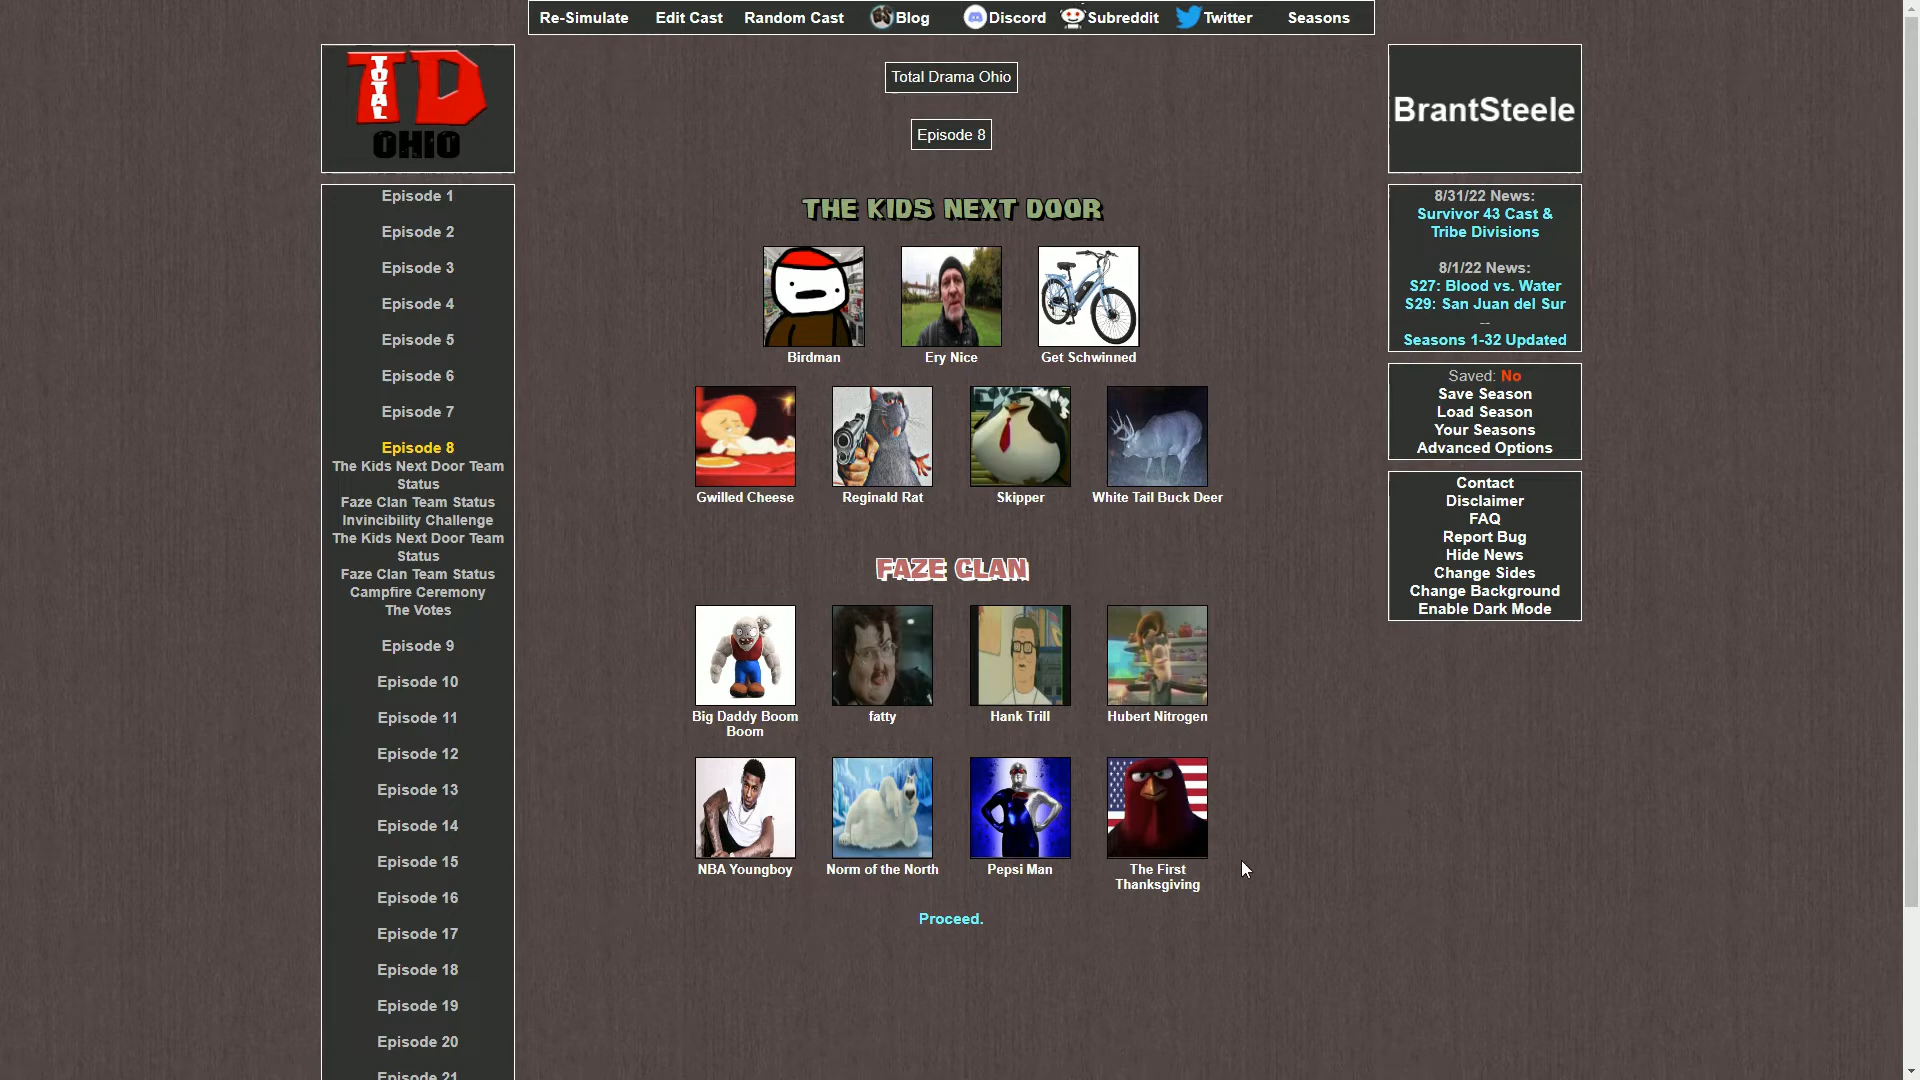 Re-Simulate Edit Cast Random Cast Blog Discord Subreddit Twitter Seasons
TOTAL
TD
OHIO
Episode 1
Episode 2
Episode 3
Episode 4
Episode 5
Episode 6
Episode 7
Episode 8
The Kids Next Door Team
Status
Faze Clan Team Status
Invincibility Challenge
The Kids Next Door Team
Status
Faze Clan Team Status
Campfire Ceremony
The Votes
Episode 9
Episode 10
Episode 11
Episode 12
Episode 13
Episode 14
Episode 15
Episode 16
Episode 17
Episode 18
Episode 19
Episode 20
Episode 21
Total Drama Ohio
Episode 8
THE KIDS NEXT DOOR
Birdman Ery Nice Get Schwinned
Gwilled Cheese Reginald Rat Skipper White Tail Buck Deer
FAZE CLAN
Big Daddy Boom
Boom
fatty Hank Trill Hubert Nitrogen
NBA Youngboy Norm of the North Pepsi Man The First
Thanksgiving
Proceed.
BrantSteele
8/31/22 News:
Survivor 43 Cast &
Tribe Divisions
8/1/22 News:
S27: Blood vs. Water
S29: San Juan del Sur
--
Seasons 1-32 Updated
Saved: No
Save Season
Load Season
Your Seasons
Advanced Options
Contact
Disclaimer
FAQ
Report Bug
Hide News
Change Sides
Change Background
Enable Dark Mode